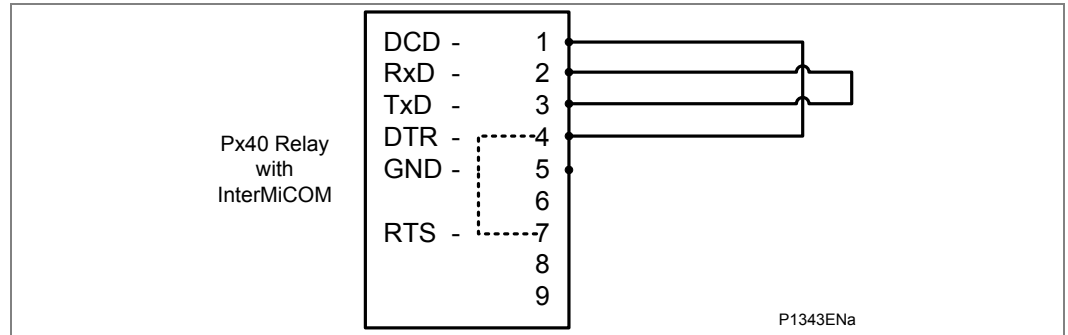 DCD - 1
RxD - 2
TxD - 3
DTR - 4
GND - 5
6
RTS - 7
8
9
Px40 Relay
with
InterMiCOM
P1343ENa